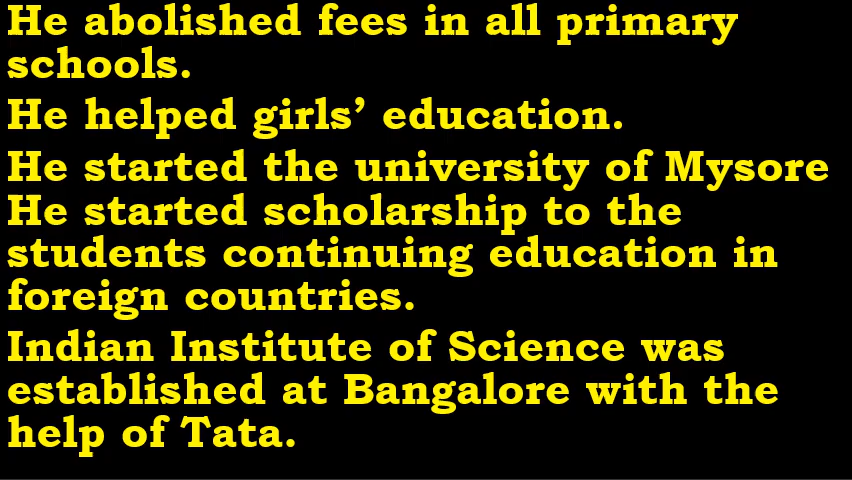 He abolished fees in all primary
schools.
He helped girls’ education.
He started the university of Mysore
He started scholarship to the
students continuing education in
foreign countries.
Indian Institute of Science was
established at Bangalore with the
help of Tata.